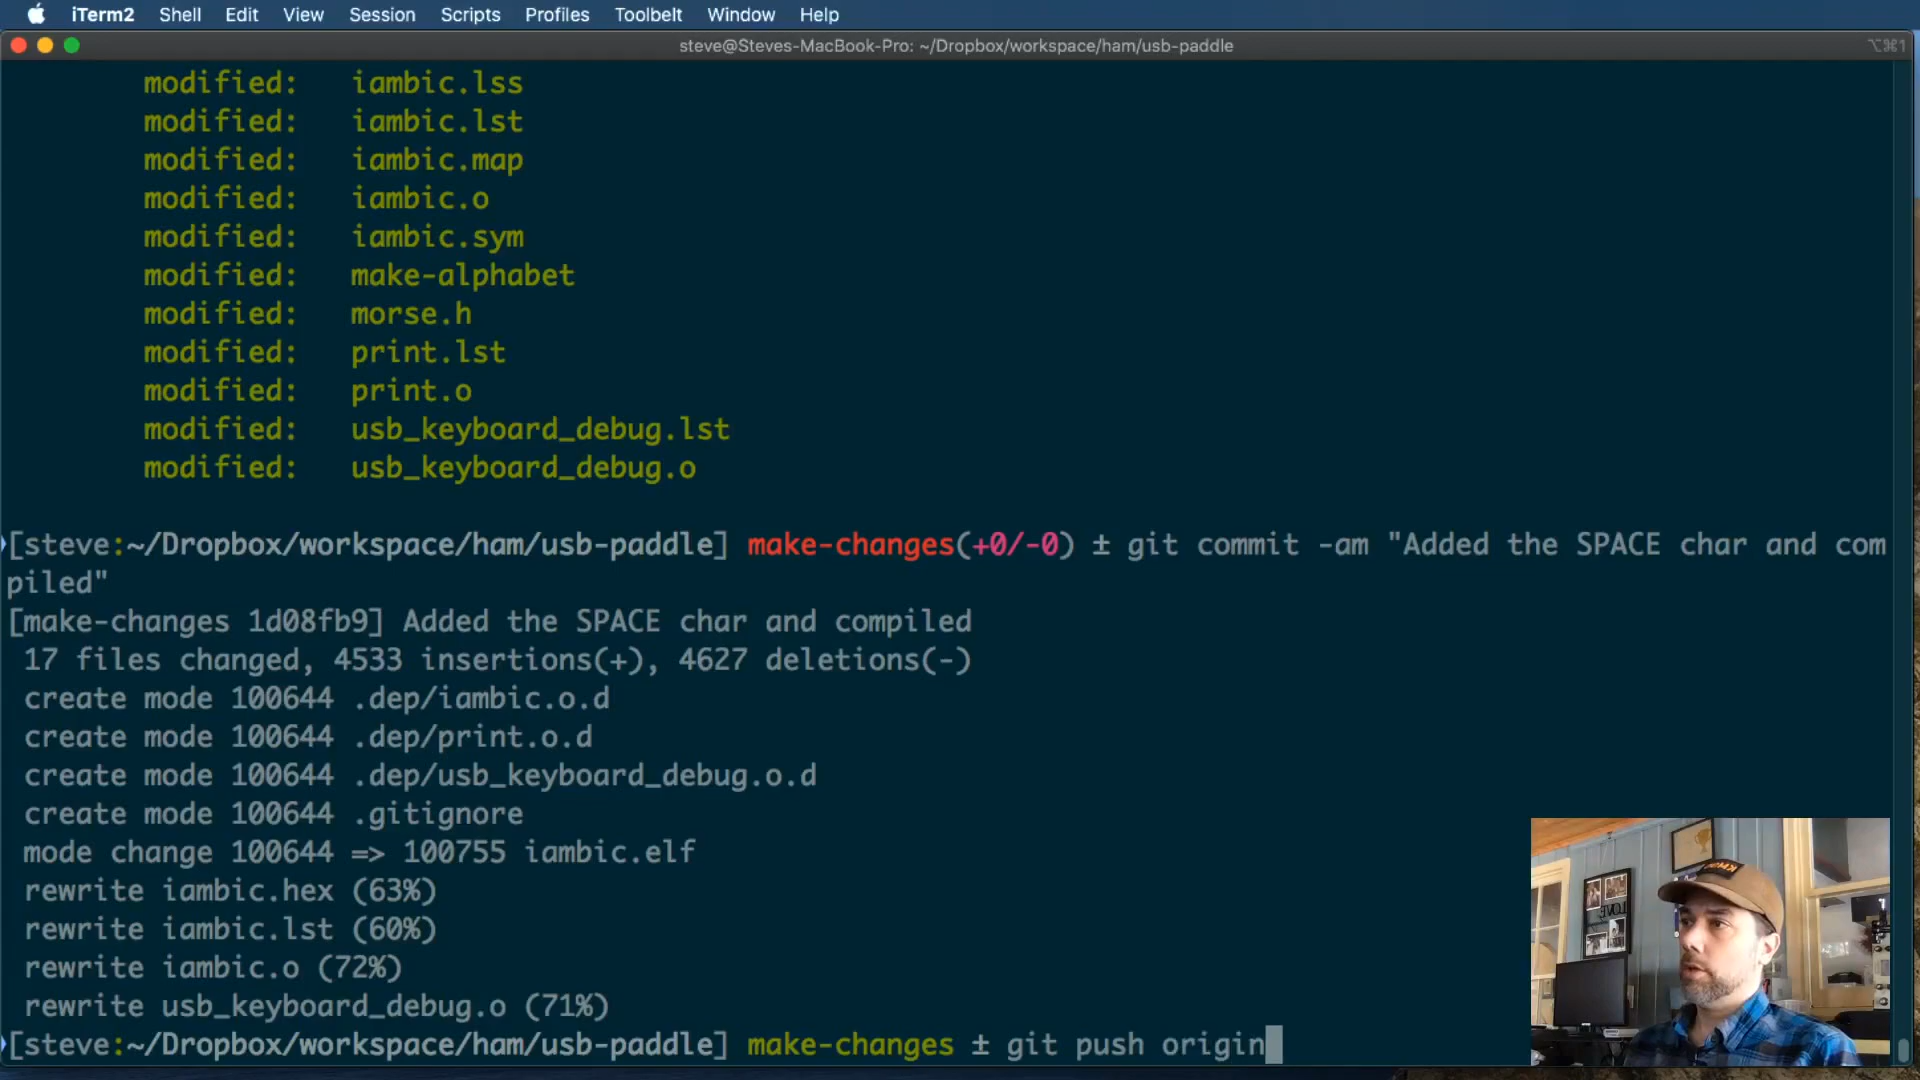 iTerm2 Shell Edit View Session Scripts Profiles Toolbelt Window Help
steve@Steves-MacBook-Pro: ~/Dropbox/workspace/ham/usb-paddle ⌥⌘1
modified: iambic.lss
modified: iambic.lst
modified: iambic.map
modified: iambic.o
modified: iambic.sym
modified: make-alphabet
modified: morse.h
modified: print.lst
modified: print.o
modified: usb_keyboard_debug.lst
modified: usb_keyboard_debug.o
[steve:~/Dropbox/workspace/ham/usb-paddle] make-changes(+0/-0) ± git commit -am "Added the SPACE char and com
piled"
[make-changes 1d08fb9] Added the SPACE char and compiled
17 files changed, 4533 insertions(+), 4627 deletions(-)
create mode 100644 .dep/iambic.o.d
create mode 100644 .dep/print.o.d
create mode 100644 .dep/usb_keyboard_debug.o.d
create mode 100644 .gitignore
mode change 100644 => 100755 iambic.elf
rewrite iambic.hex (63%)
rewrite iambic.lst (60%)
rewrite iambic.o (72%)
rewrite usb_keyboard_debug.o (71%)
[steve:~/Dropbox/workspace/ham/usb-paddle] make-changes ± git push origin